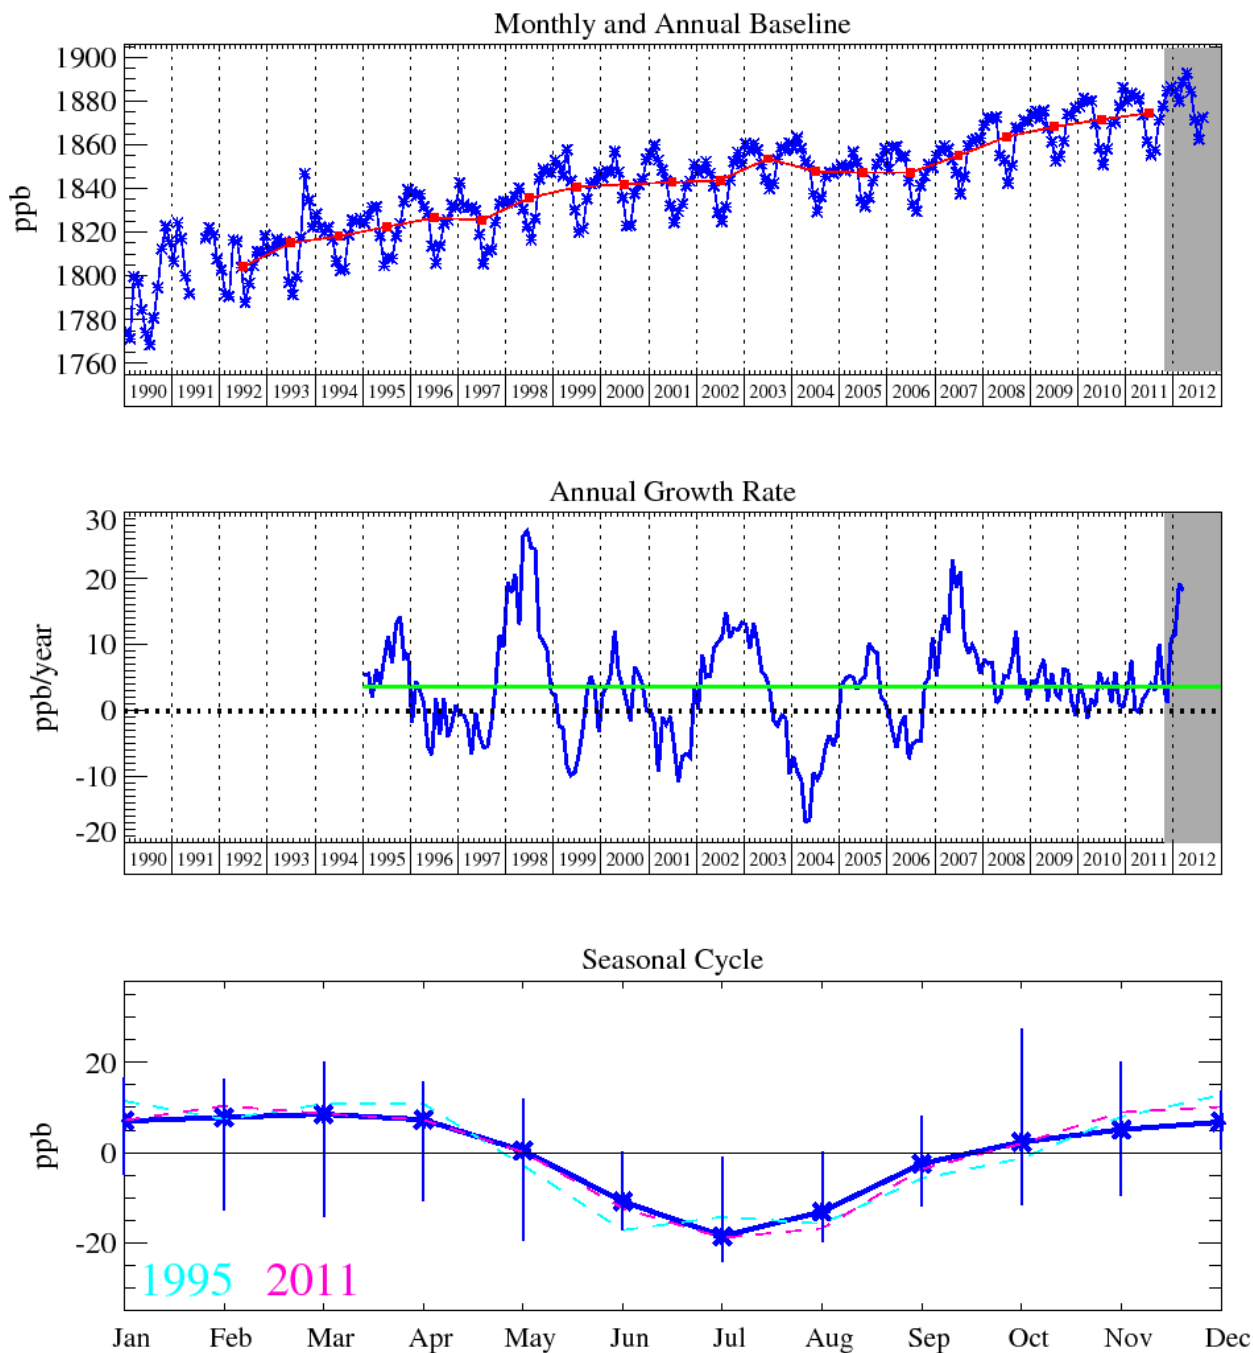 Monthly and Annual Baseline
1900
1880
1860
1840
1820
1800
1780
1760
ppb
1990 1991 1992 1993 1994 1995 1996 1997 1998 1999 2000 2001 2002 2003 2004 2005 2006 2007 2008 2009 2010 2011 2012
Annual Growth Rate
30
20
10
0
-10
-20
ppb/year
1990 1991 1992 1993 1994 1995 1996 1997 1998 1999 2000 2001 2002 2003 2004 2005 2006 2007 2008 2009 2010 2011 2012
Seasonal Cycle
20
0
-20
ppb
1995 2011
Jan Feb Mar Apr May Jun Jul Aug Sep Oct Nov Dec